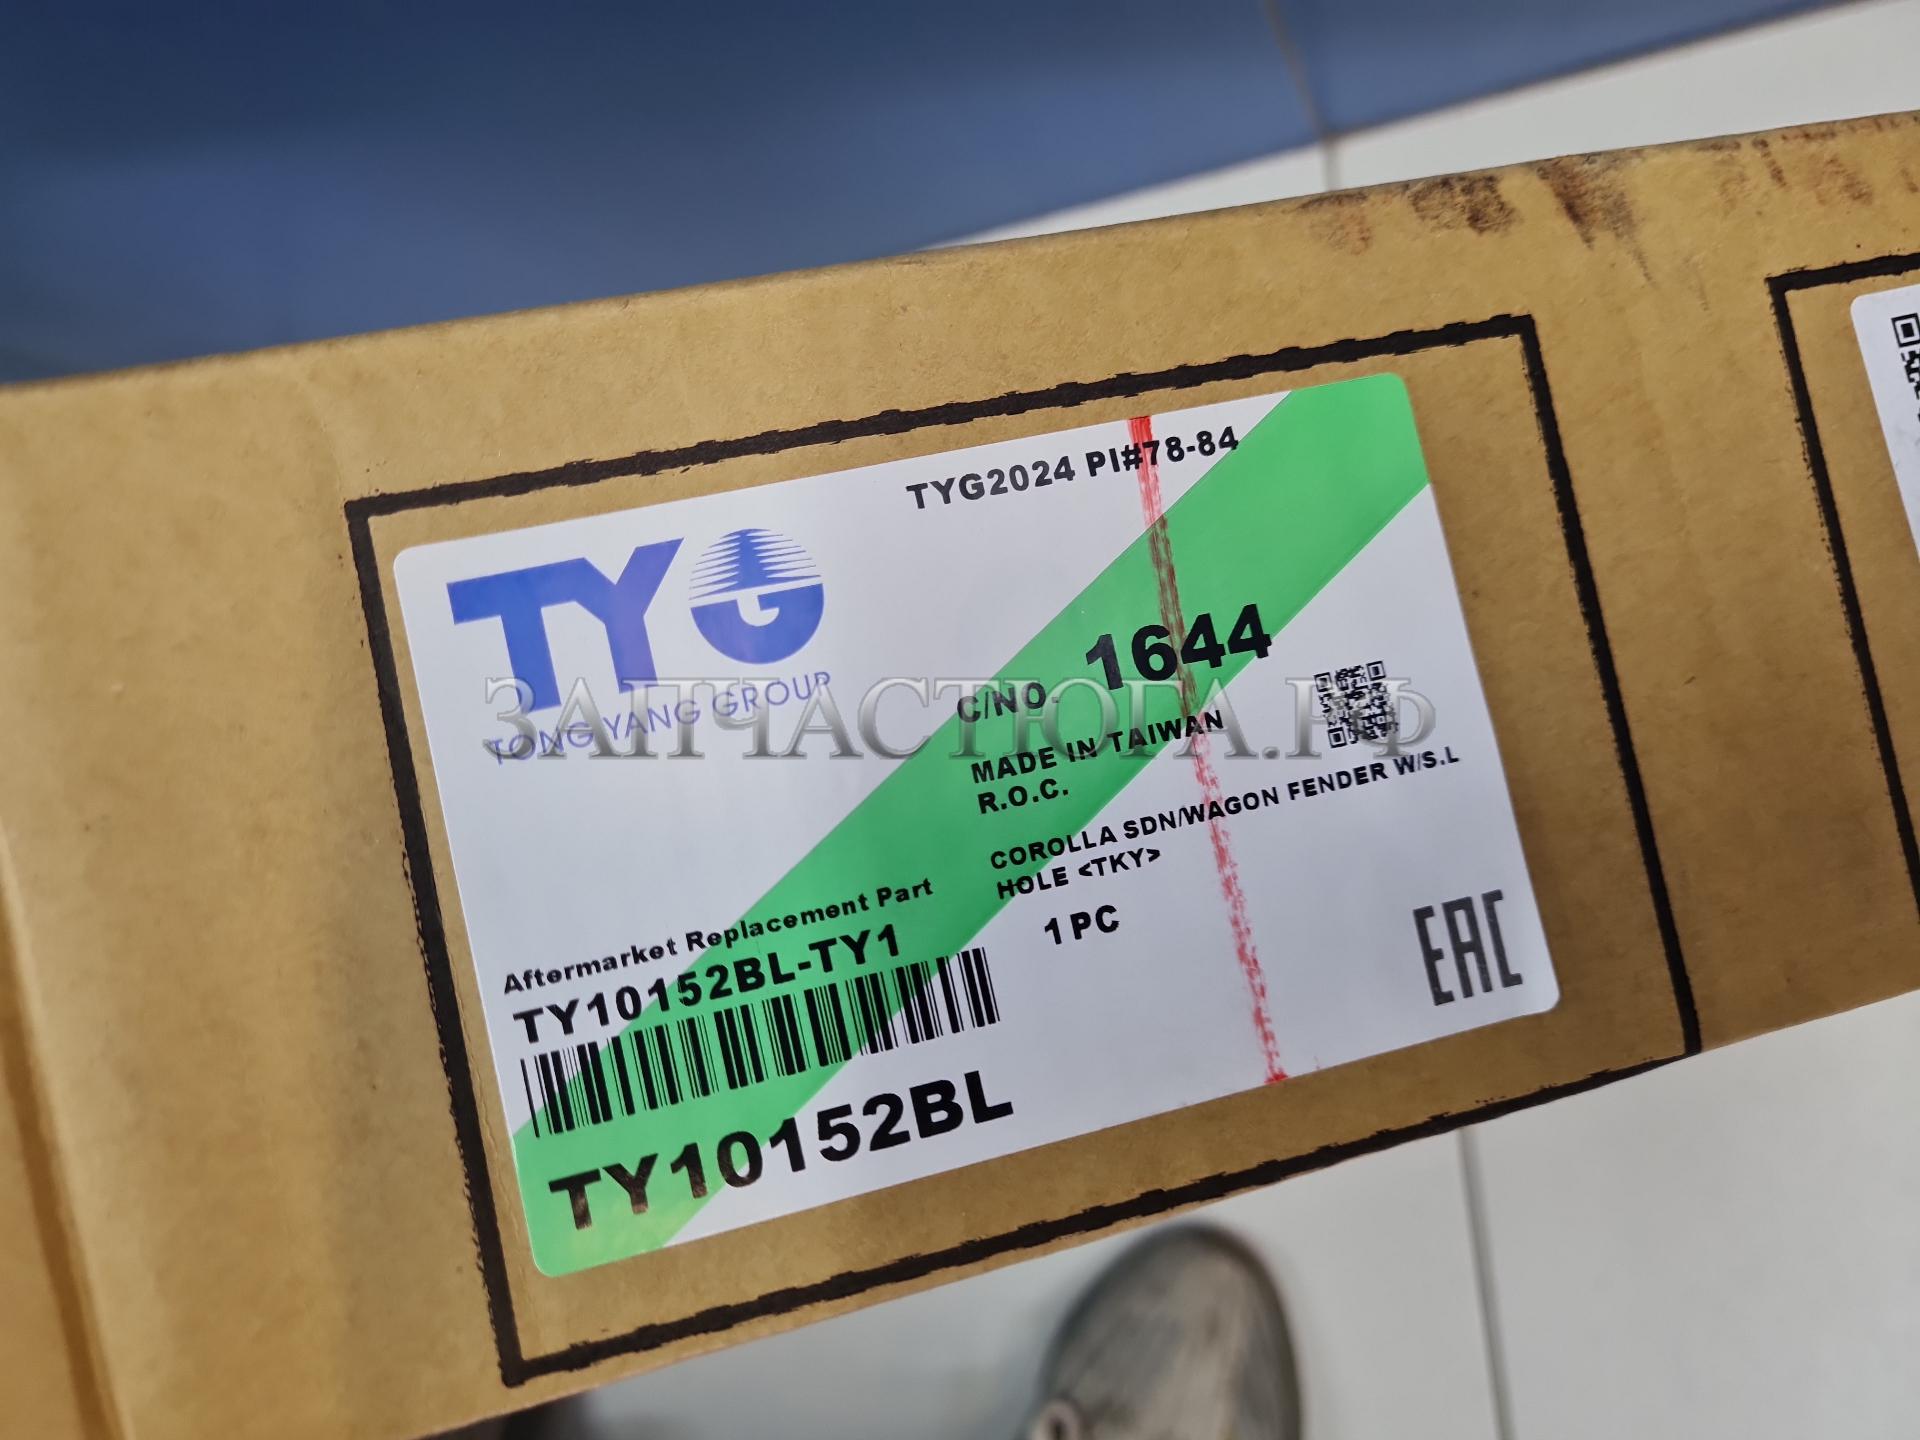 TYG2024 PI#78-84
TYG
TONG YANG GROUP
C/NO. 1644
MADE IN TAIWAN
R.O.C.
ЗАПЧАСТЮГА.РФ
COROLLA SDN/WAGON FENDER W/S.L
HOLE <TKY>
1 PC
Aftermarket Replacement Part
TY10152BL-TY1
TY10152BL
EAC